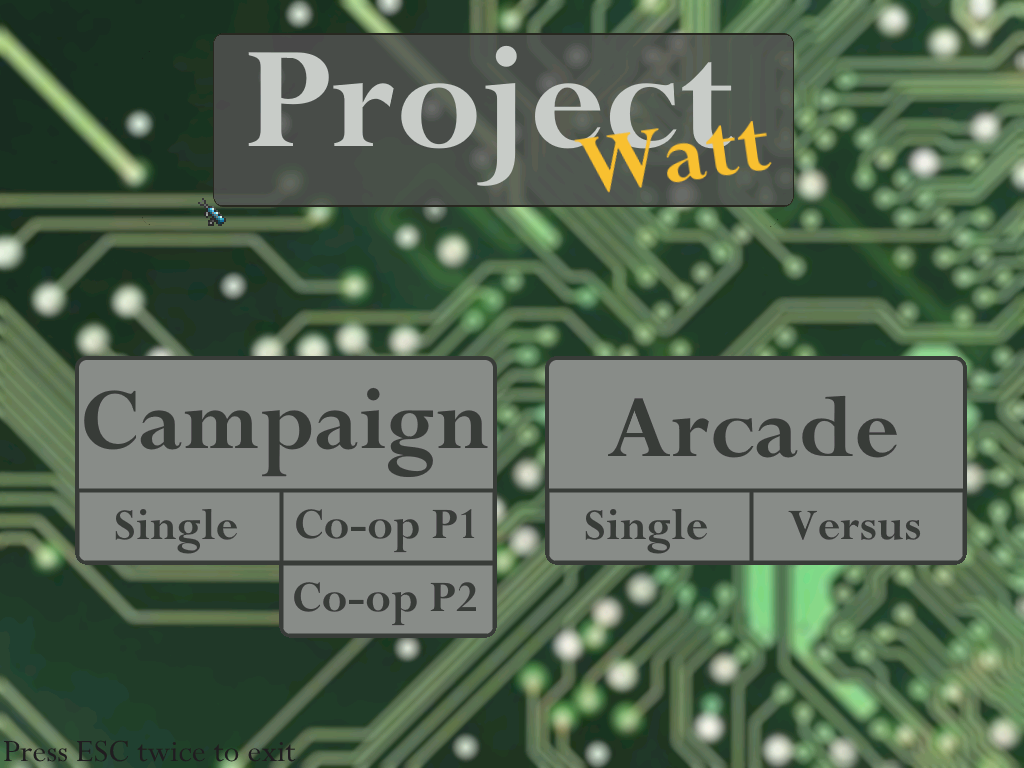 Project
Watt
Campaign
Arcade
Single
Co-op P1
Single
Versus
Co-op P2
Press ESC twice to exit